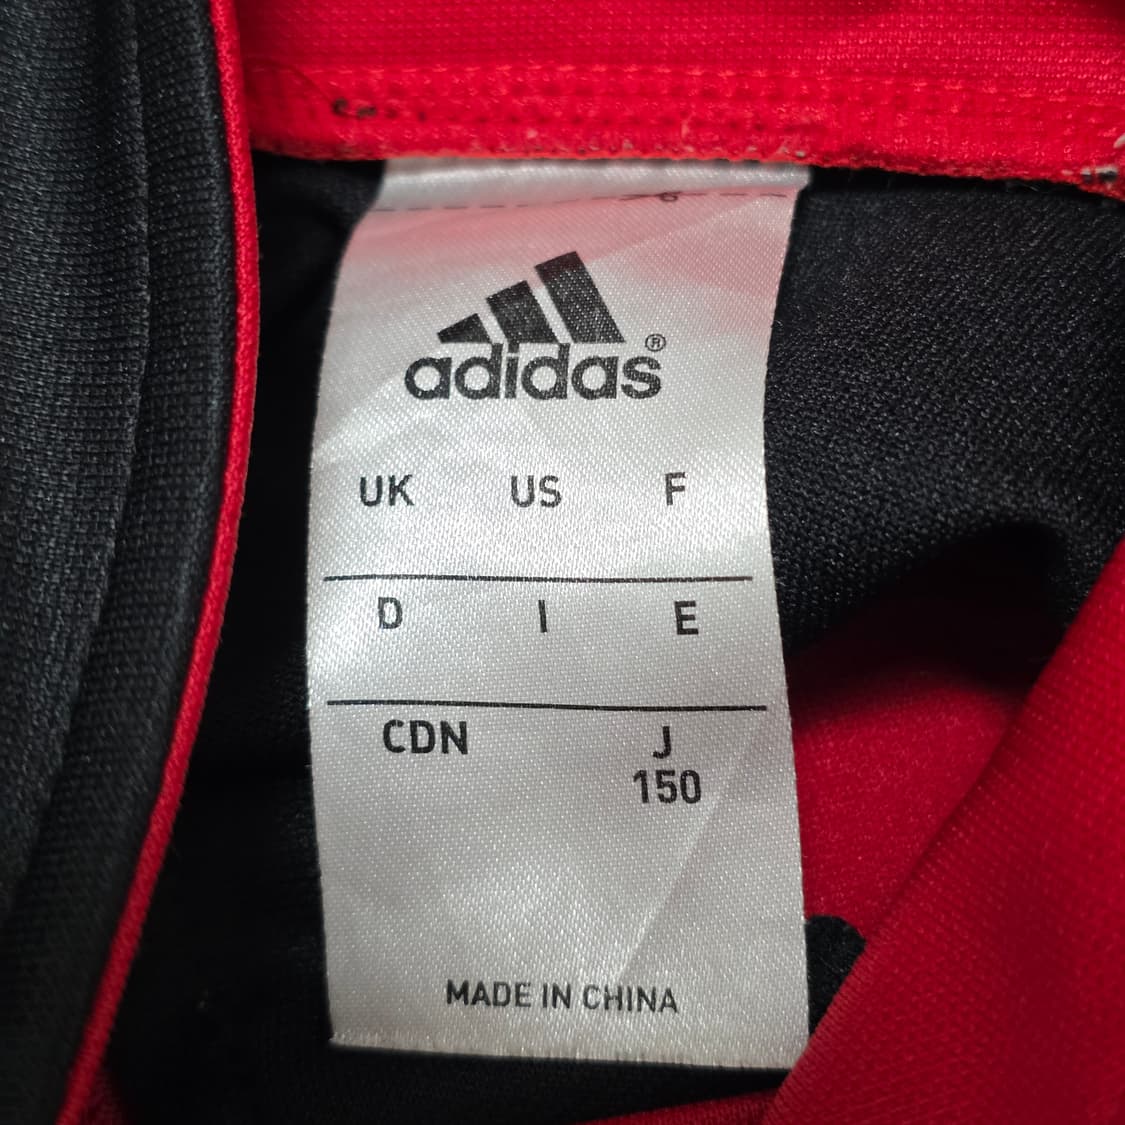 adidas®
UK US F
D I E
CDN J
150
MADE IN CHINA